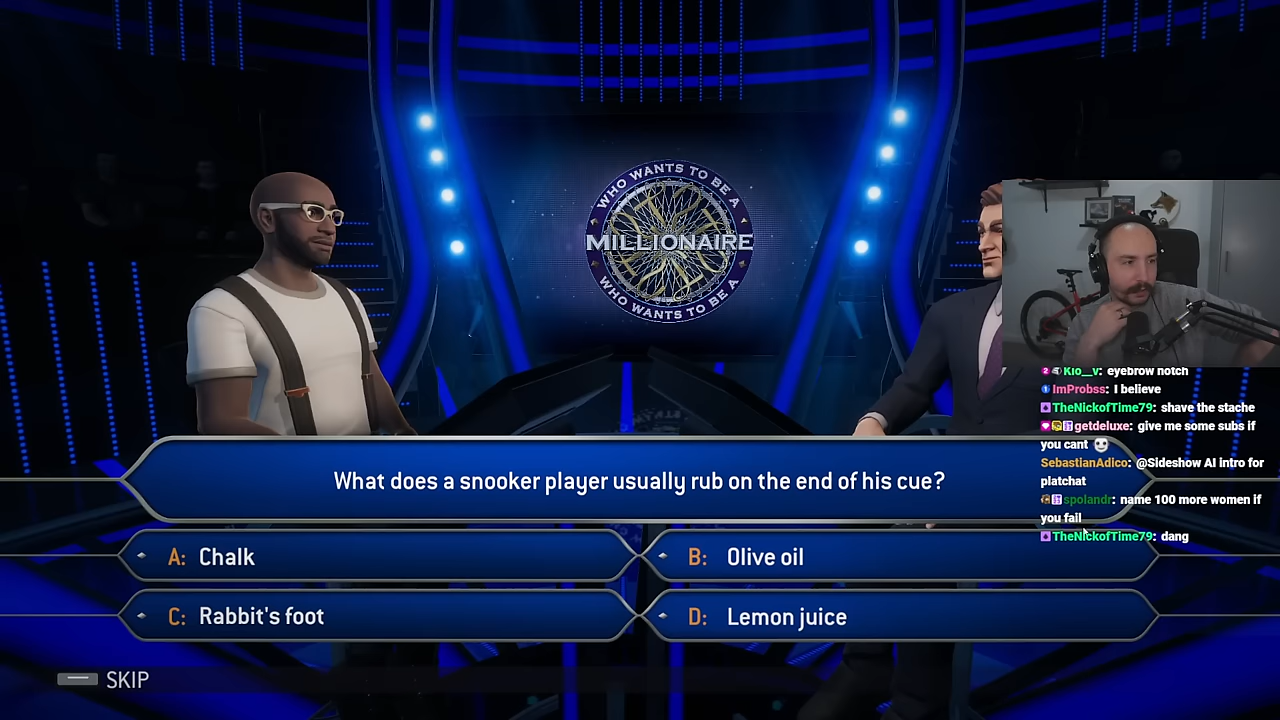 WHO WANTS TO BE A
MILLIONAIRE
WHO WANTS TO BE A
Kio__v: eyebrow notch
ImProbss: I believe
TheNickofTime79: shave the stache
getdeluxe: give me some subs if
you cant
SebastianAdico: @Sideshow AI intro for
platchat
spolandr: name 100 more women if
you fail
TheNickofTime79: dang
What does a snooker player usually rub on the end of his cue?
A: Chalk
B: Olive oil
C: Rabbit's foot
D: Lemon juice
SKIP